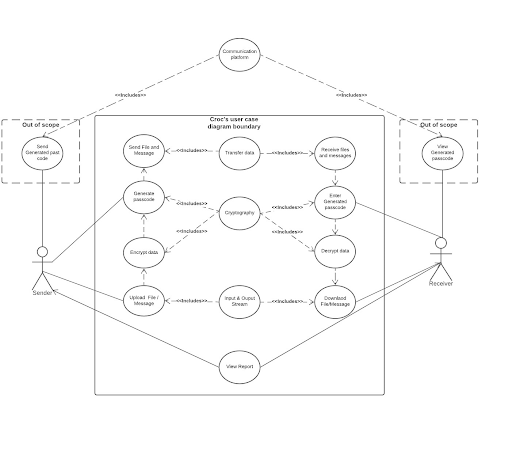 Communication
platform
<<Includes>>
<<Includes>>
Out of scope
Send
Generated past
code
Croc's user case
diagram boundary
Out of scope
View
Generated
passcode
Send File and
Message
<<Includes>>
Transfer data
<<Includes>>
Receive files
and messages
Generate
passcode
<<Includes>>
Cryptography
<<Includes>>
Enter
Generated
passcode
<<Includes>>
<<Includes>>
Encrypt data
Decrypt data
Sender
Receiver
Upload File /
Message
<<Includes>>
Input & Ouput
Stream
<<Includes>>
Downlaod
File/Message
View Report